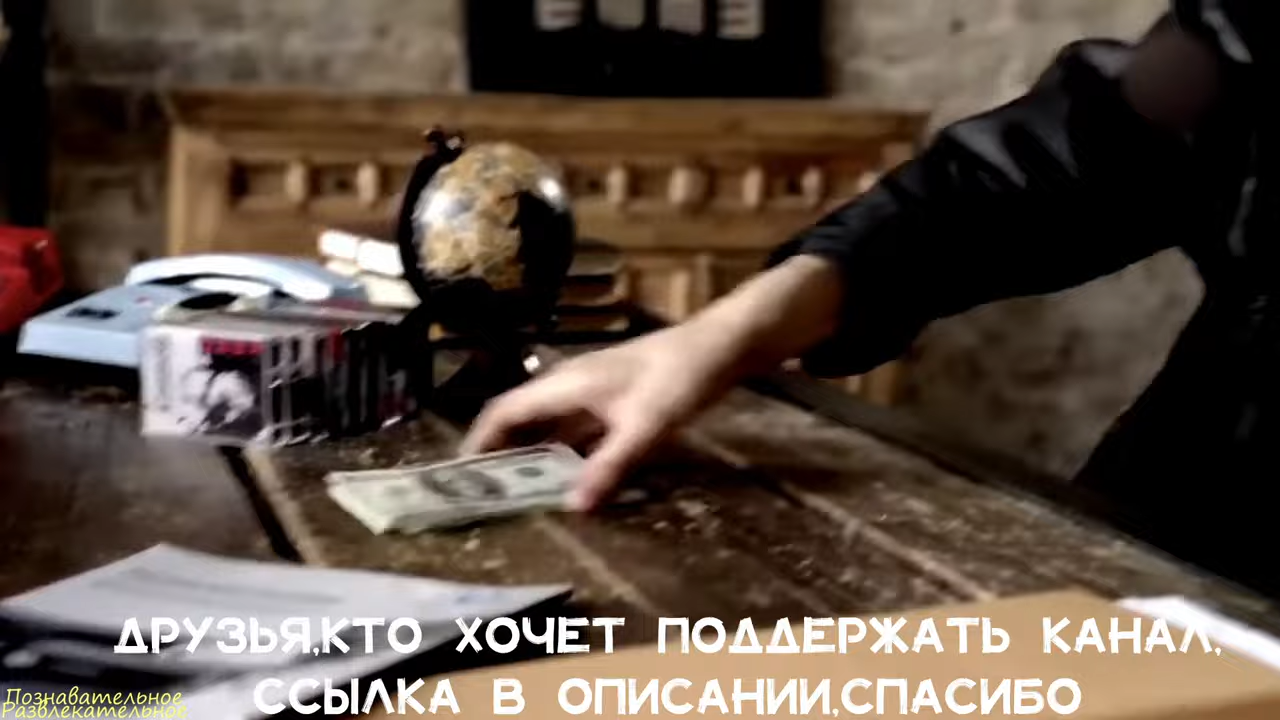 ДРУЗЬЯ,КТО ХОЧЕТ ПОДДЕРЖАТЬ КАНАЛ,
ССЫЛКА В ОПИСАНИИ,СПАСИБО
Познавательное
Развлекательное